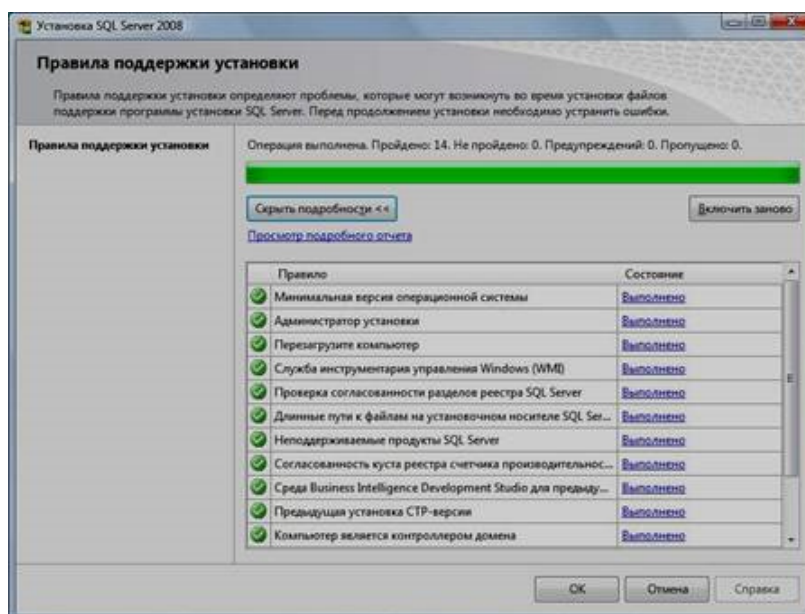 Установка SQL Server 2008
Правила поддержки установки
Правила поддержки установки определяют проблемы, которые могут возникнуть во время установки файлов
поддержки программы установки SQL Server. Перед продолжением установки необходимо устранить ошибки.
Правила поддержки установки
Операция выполнена. Пройдено: 14. Не пройдено: 0. Предупреждений: 0. Пропущено: 0.
Скрыть подробности <<
Включить заново
Просмотр подробного отчета
Правило Состояние
Минимальная версия операционной системы Выполнено
Администратор установки Выполнено
Перезагрузите компьютер Выполнено
Служба инструментария управления Windows (WMI) Выполнено
Проверка согласованности разделов реестра SQL Server Выполнено
Длинные пути к файлам на установочном носителе SQL Ser... Выполнено
Неподдерживаемые продукты SQL Server Выполнено
Согласованность куста реестра счетчика производительнос... Выполнено
Среда Business Intelligence Development Studio для предыду... Выполнено
Предыдущая установка CTP-версии Выполнено
Компьютер является контроллером домена Выполнено
OK Отмена Справка